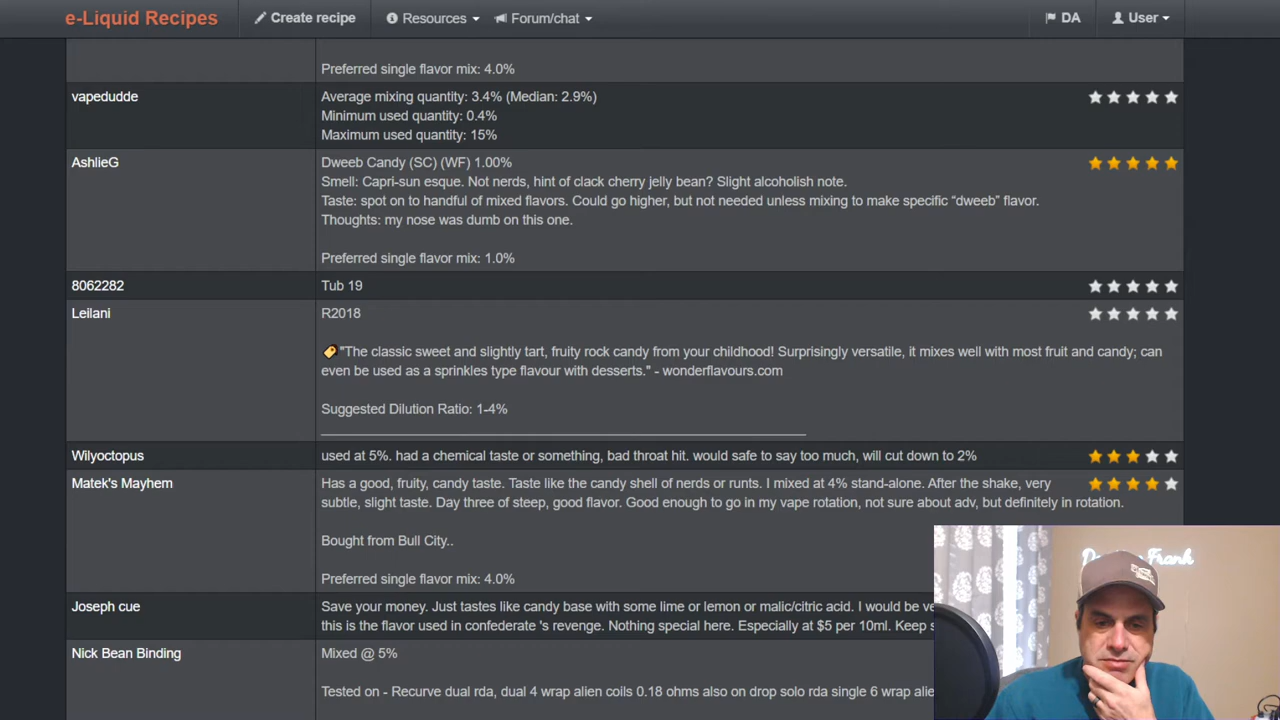 e-Liquid Recipes Create recipe Resources Forum/chat DA User
Preferred single flavor mix: 4.0%
vapedudde
Average mixing quantity: 3.4% (Median: 2.9%)
Minimum used quantity: 0.4%
Maximum used quantity: 15%
AshlieG
Dweeb Candy (SC) (WF) 1.00%
Smell: Capri-sun esque. Not nerds, hint of clack cherry jelly bean? Slight alcoholish note.
Taste: spot on to handful of mixed flavors. Could go higher, but not needed unless mixing to make specific “dweeb” flavor.
Thoughts: my nose was dumb on this one.
Preferred single flavor mix: 1.0%
8062282
Tub 19
Leilani
R2018
"The classic sweet and slightly tart, fruity rock candy from your childhood! Surprisingly versatile, it mixes well with most fruit and candy; can
even be used as a sprinkles type flavour with desserts." - wonderflavours.com
Suggested Dilution Ratio: 1-4%
Wilyoctopus
used at 5%. had a chemical taste or something, bad throat hit. would safe to say too much, will cut down to 2%
Matek's Mayhem
Has a good, fruity, candy taste. Taste like the candy shell of nerds or runts. I mixed at 4% stand-alone. After the shake, very
subtle, slight taste. Day three of steep, good flavor. Good enough to go in my vape rotation, not sure about adv, but definitely in rotation.
Bought from Bull City..
Preferred single flavor mix: 4.0%
Joseph cue
Save your money. Just tastes like candy base with some lime or lemon or malic/citric acid. I would be ve
this is the flavor used in confederate 's revenge. Nothing special here. Especially at $5 per 10ml. Keep s
Nick Bean Binding
Mixed @ 5%
Tested on - Recurve dual rda, dual 4 wrap alien coils 0.18 ohms also on drop solo rda single 6 wrap alie
Frank